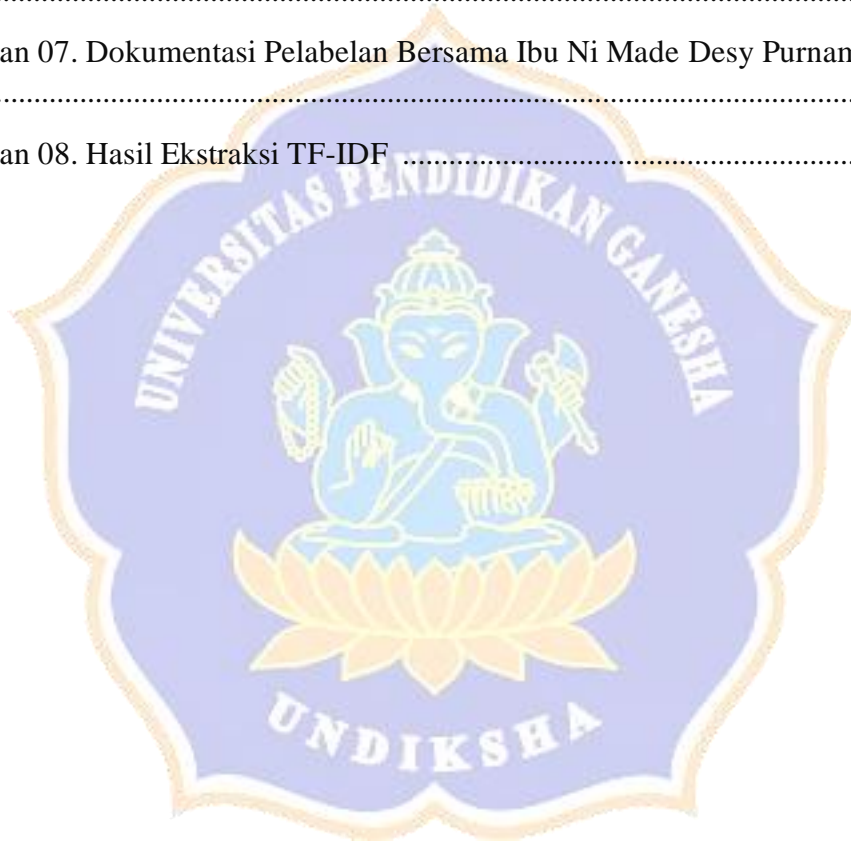 ....................................................................................................
an 07. Dokumentasi Pelabelan Bersama Ibu Ni Made Desy Purnam
....................................................................................................
an 08. Hasil Ekstraksi TF-IDF ....................................................
UNIVERSITAS PENDIDIKAN GANESHA
UNDIKSHA